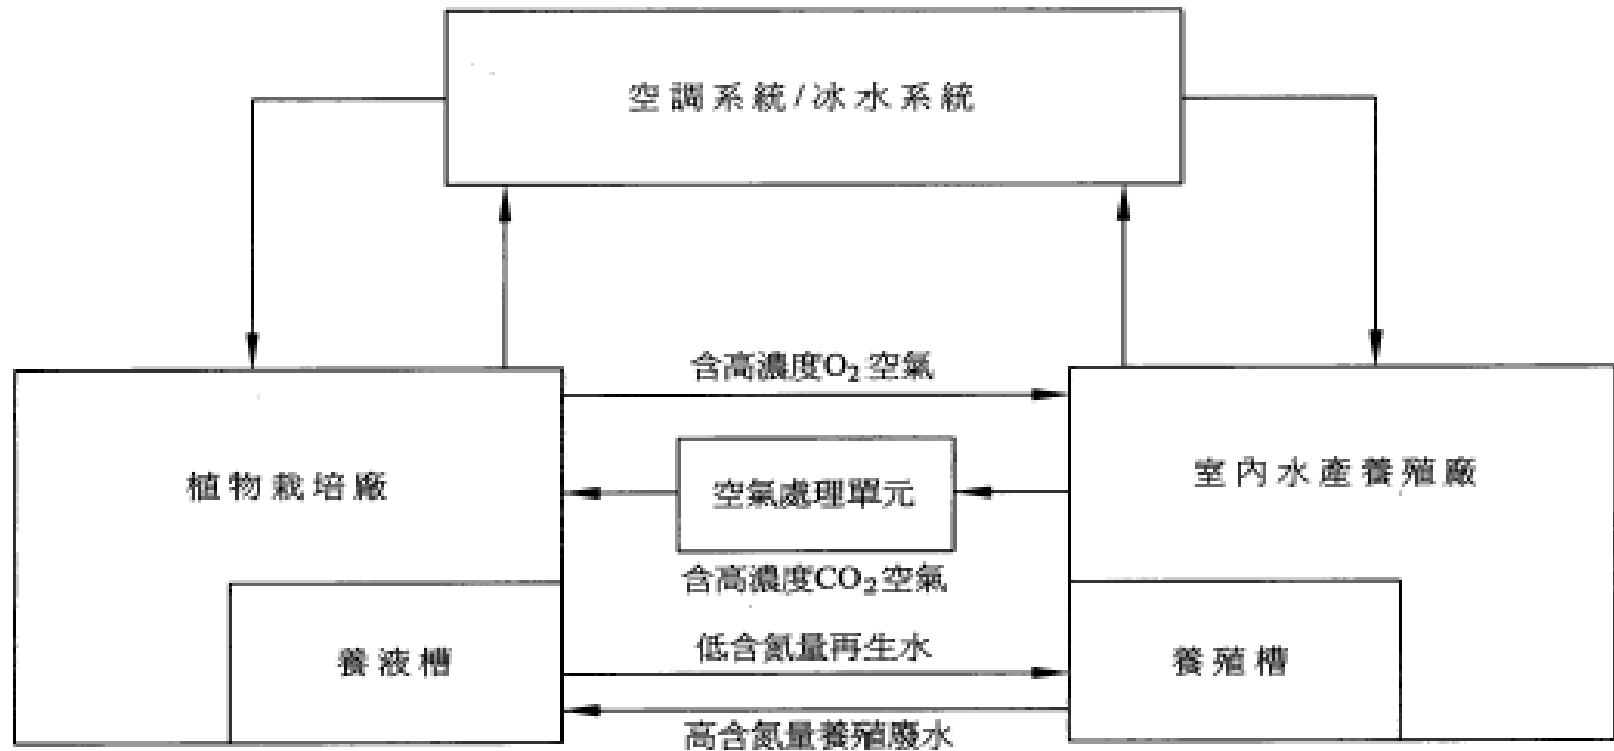 空調系統/冰水系統
含高濃度O₂空氣
植物栽培廠
空氣處理單元
室內水產養殖廠
含高濃度CO₂空氣
養液槽
低含氮量再生水
養殖槽
高含氮量養殖廢水